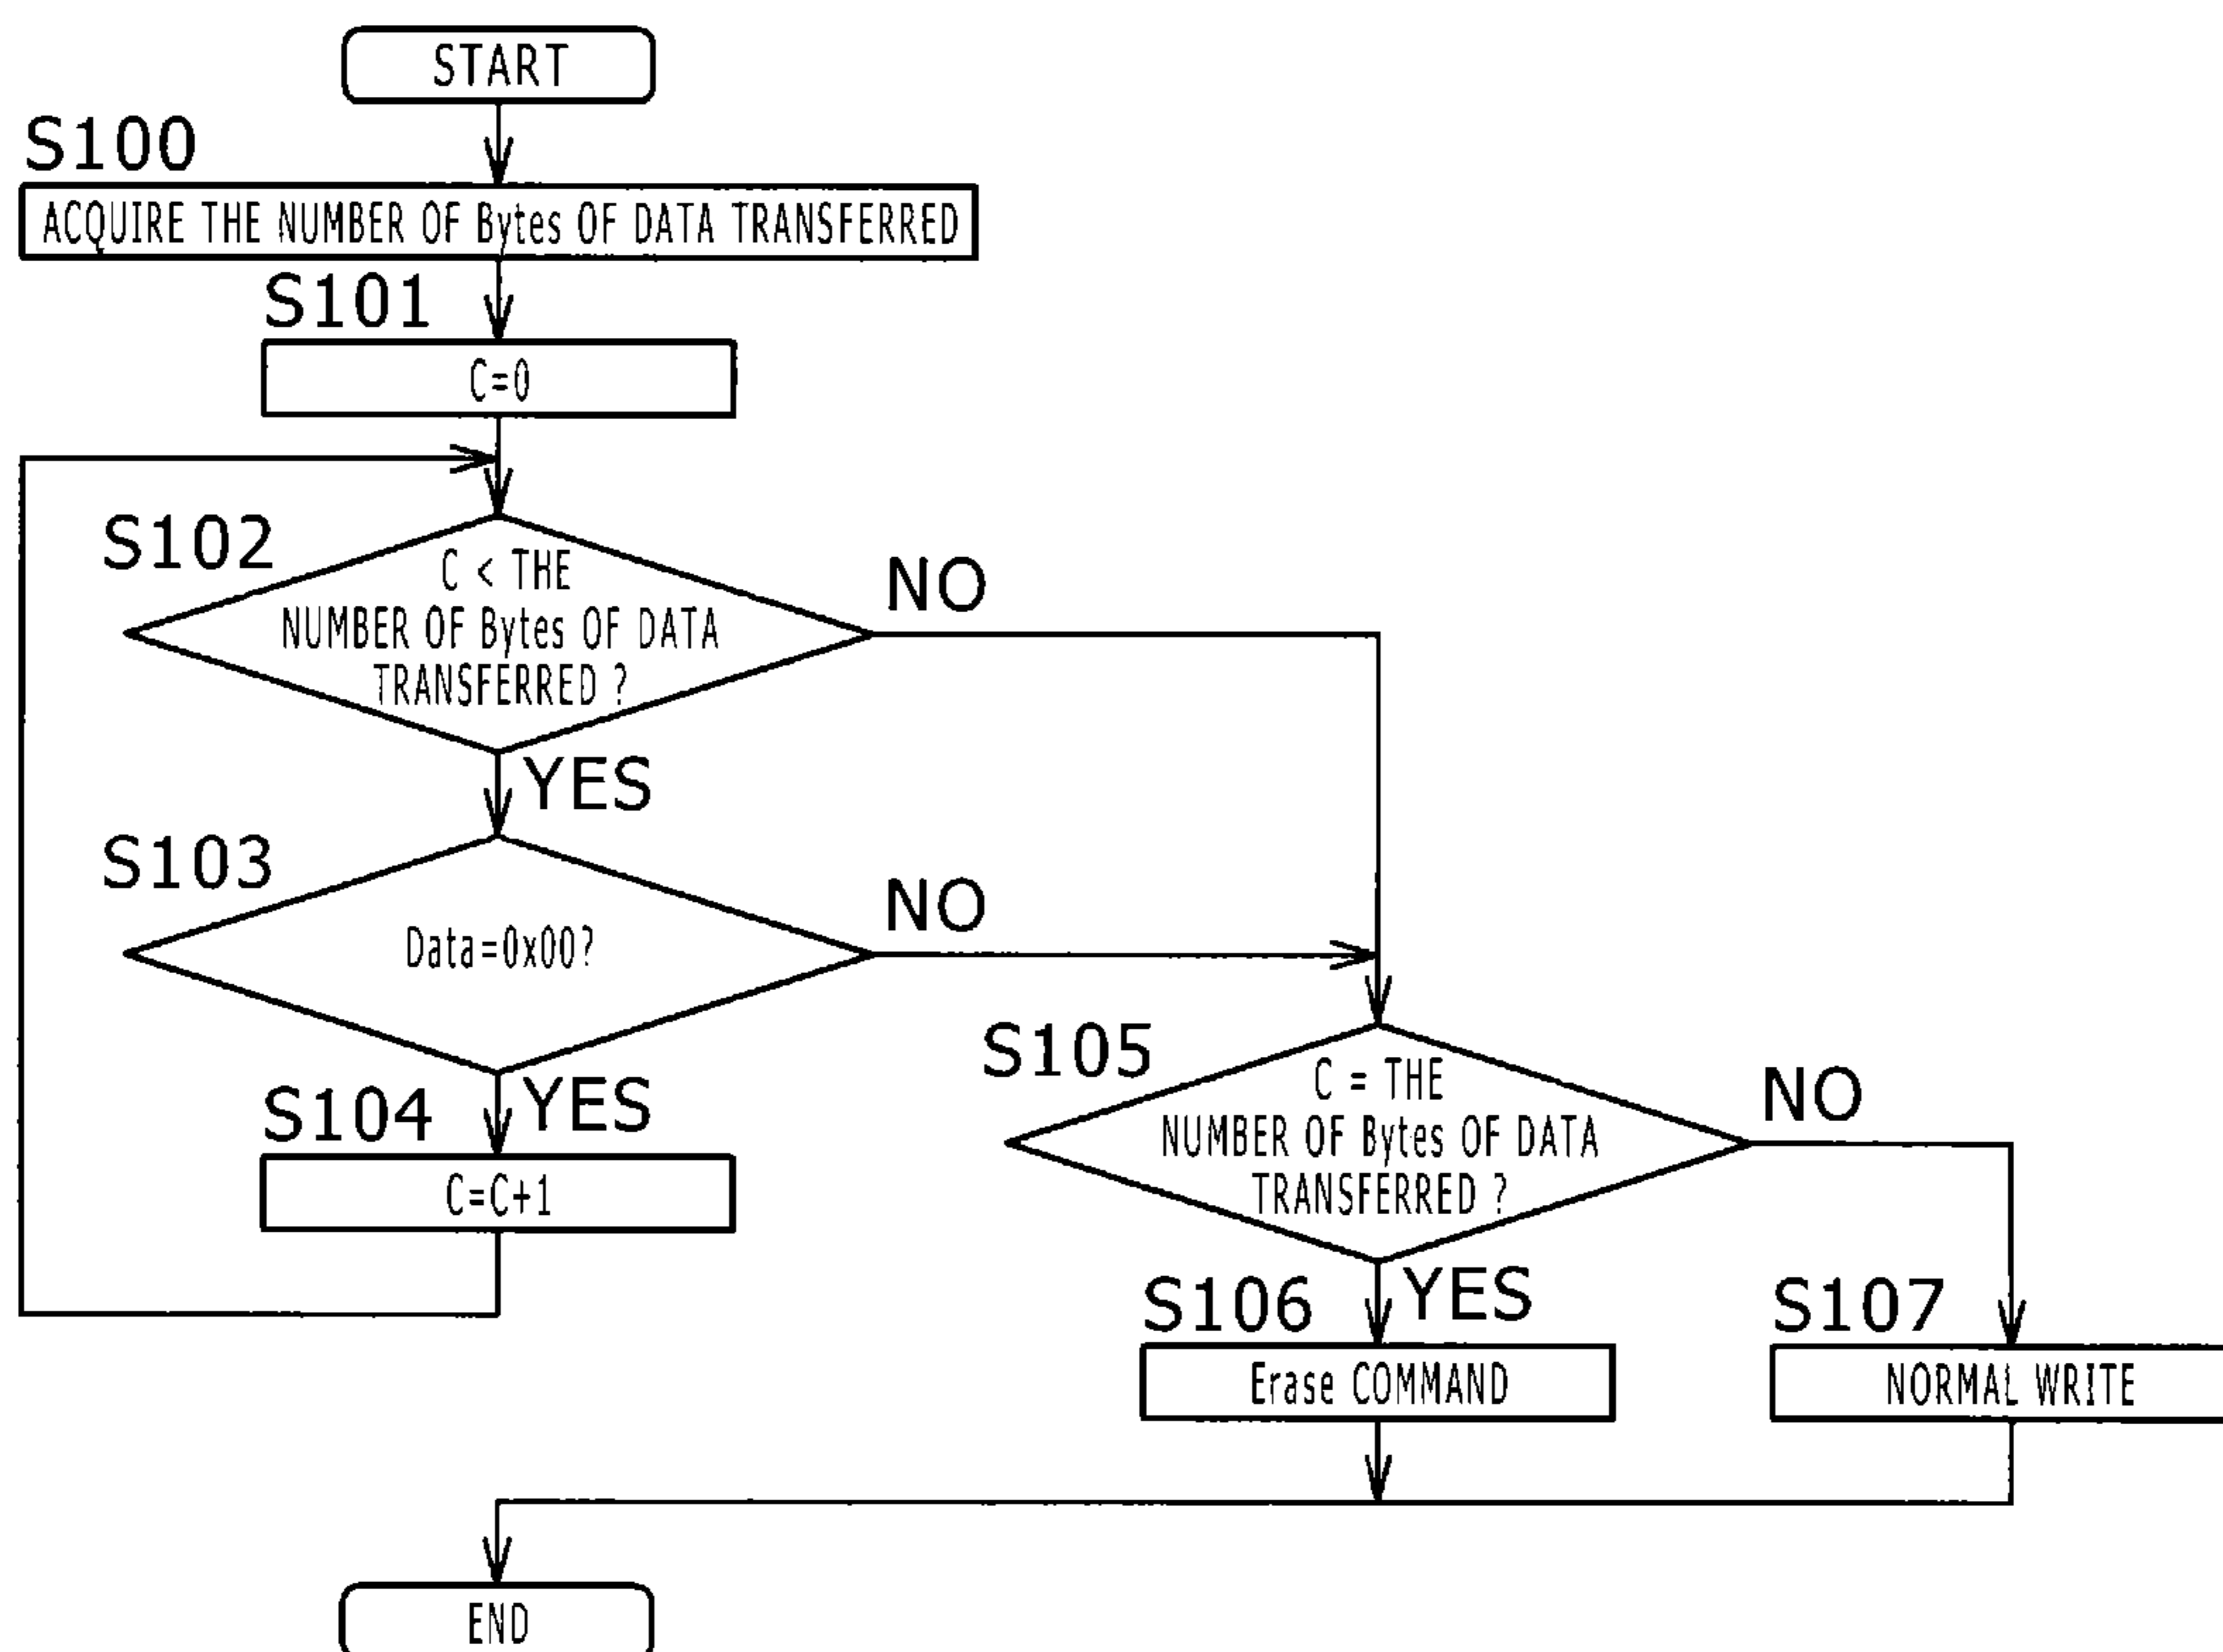 START
S100
ACQUIRE THE NUMBER OF Bytes OF DATA TRANSFERRED
S101
C=0
S102
C < THE
NUMBER OF Bytes OF DATA
TRANSFERRED ?
NO
YES
S103
Data=0x00?
NO
YES
S104
C=C+1
S105
C = THE
NUMBER OF Bytes OF DATA
TRANSFERRED ?
NO
YES
S106
Erase COMMAND
S107
NORMAL WRITE
END